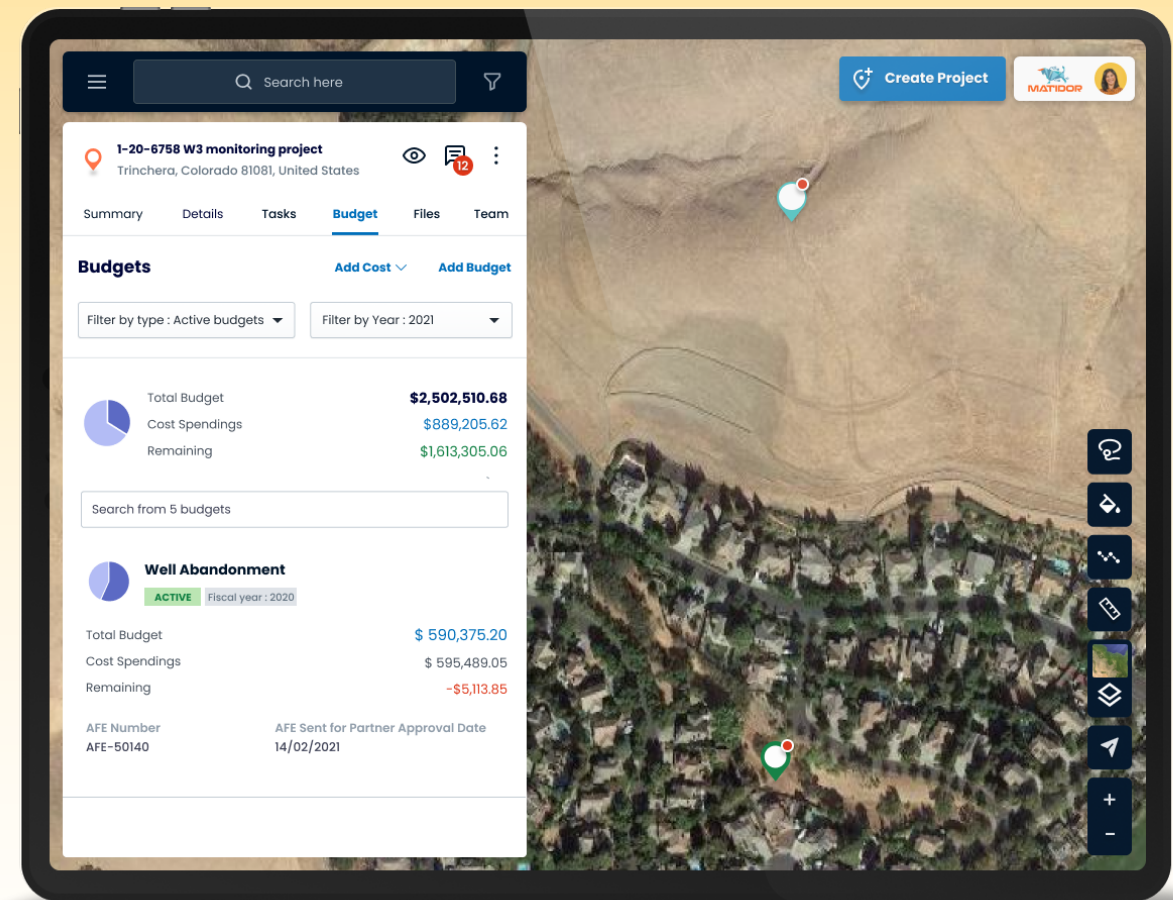 Search here
Create Project
MATIDOR
1-20-6758 W3 monitoring project
12
Trinchera, Colorado 81081, United States
Summary Details Tasks Budget Files Team
Budgets Add Cost Add Budget
Filter by type : Active budgets Filter by Year : 2021
Total Budget $2,502,510.68
Cost Spendings $889,205.62
Remaining $1,613,305.06
Search from 5 budgets
Well Abandonment
ACTIVE Fiscal year : 2020
Total Budget $ 590,375.20
Cost Spendings $ 595,489.05
Remaining -$5,113.85
AFE Number AFE Sent for Partner Approval Date
AFE-50140 14/02/2021
+
-